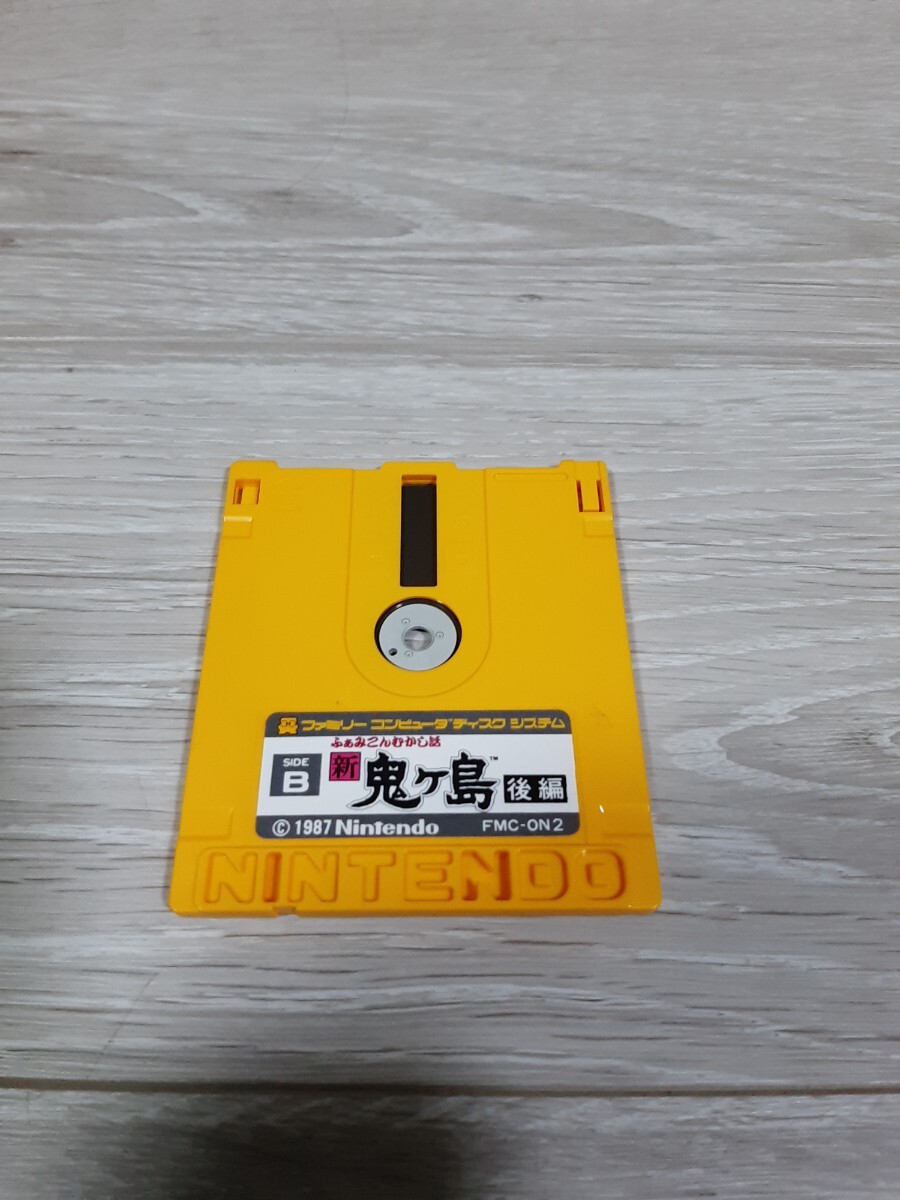 ファミリー コンピュータ ディスク システム
ふぁみこんむかし話
SIDE B
新 鬼ヶ島™ 後編
© 1987 Nintendo FMC-ON2
NINTENDO